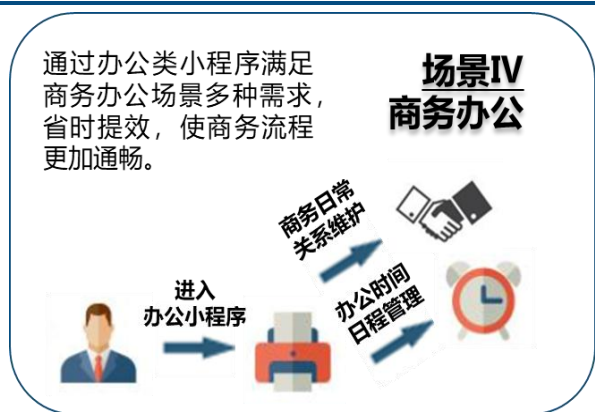 通过办公类小程序满足
商务办公场景多种需求，
省时提效，使商务流程
更加通畅。
场景IV
商务办公
商务日常
关系维护
进入
办公小程序
办公时间
日程管理